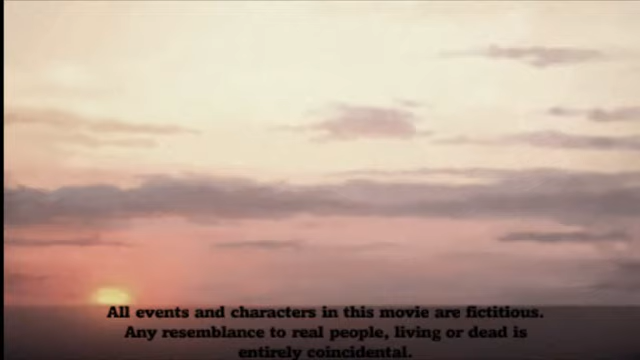 All events and characters in this movie are fictitious.
Any resemblance to real people, living or dead is
entirely coincidental.